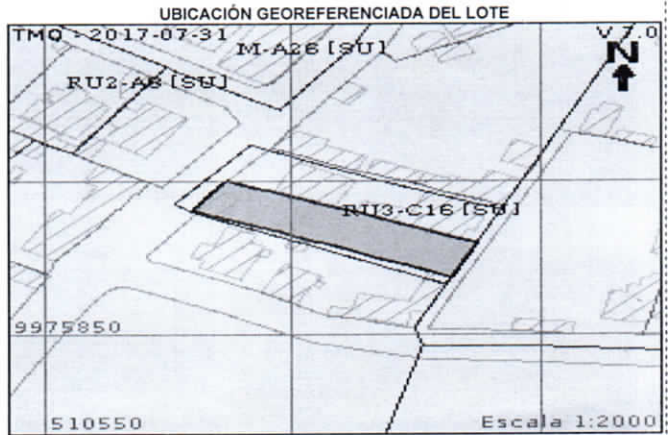 UBICACIÓN GEOREFERENCIADA DEL LOTE
TMQ - 2017-07-31
V 7.0
M-A26 [SU]
N
RU2-A6 [SU]
RU3-C16 [SU]
9975850
510550
Escala 1:2000